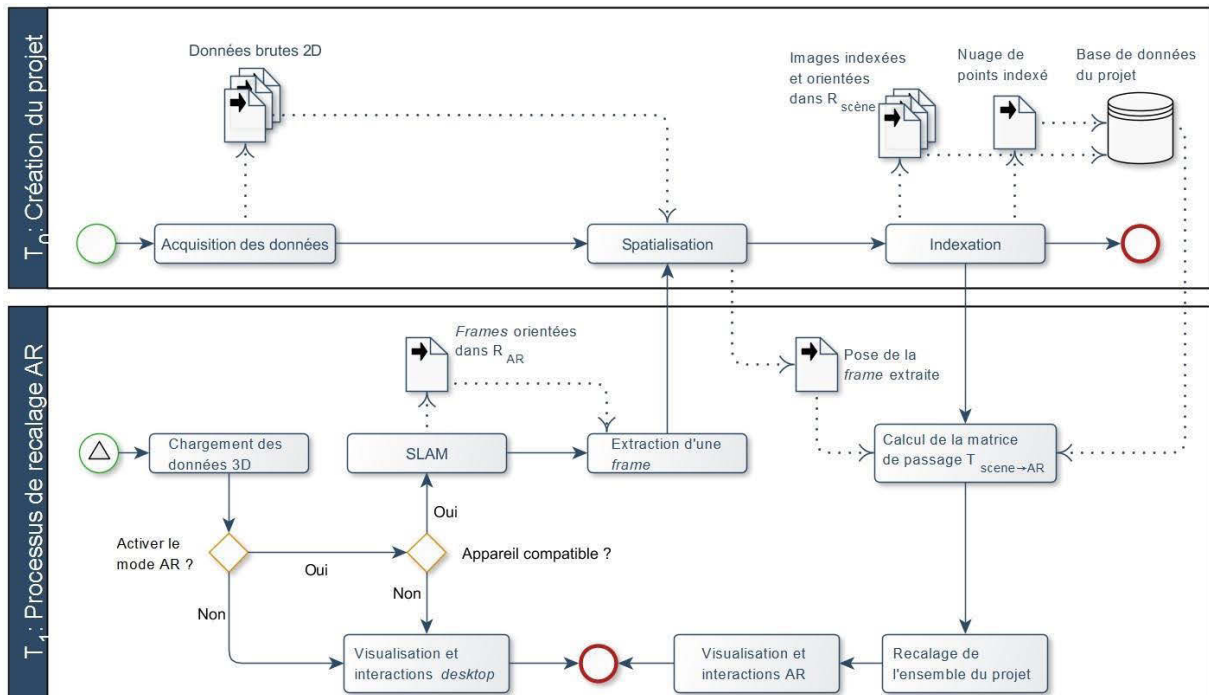 T0 : Création du projet
Données brutes 2D
Images indexées
et orientées
dans R scène
Nuage de
points indexé
Base de données
du projet
Acquisition des données
Spatialisation
Indexation
T1 : Processus de recalage AR
Frames orientées
dans R AR
Pose de la
frame extraite
Chargement des
données 3D
SLAM
Extraction d'une
frame
Calcul de la matrice
de passage T scene→AR
Oui
Activer le
mode AR ?
Oui
Appareil compatible ?
Non
Non
Visualisation et
interactions desktop
Visualisation et
interactions AR
Recalage de
l'ensemble du projet